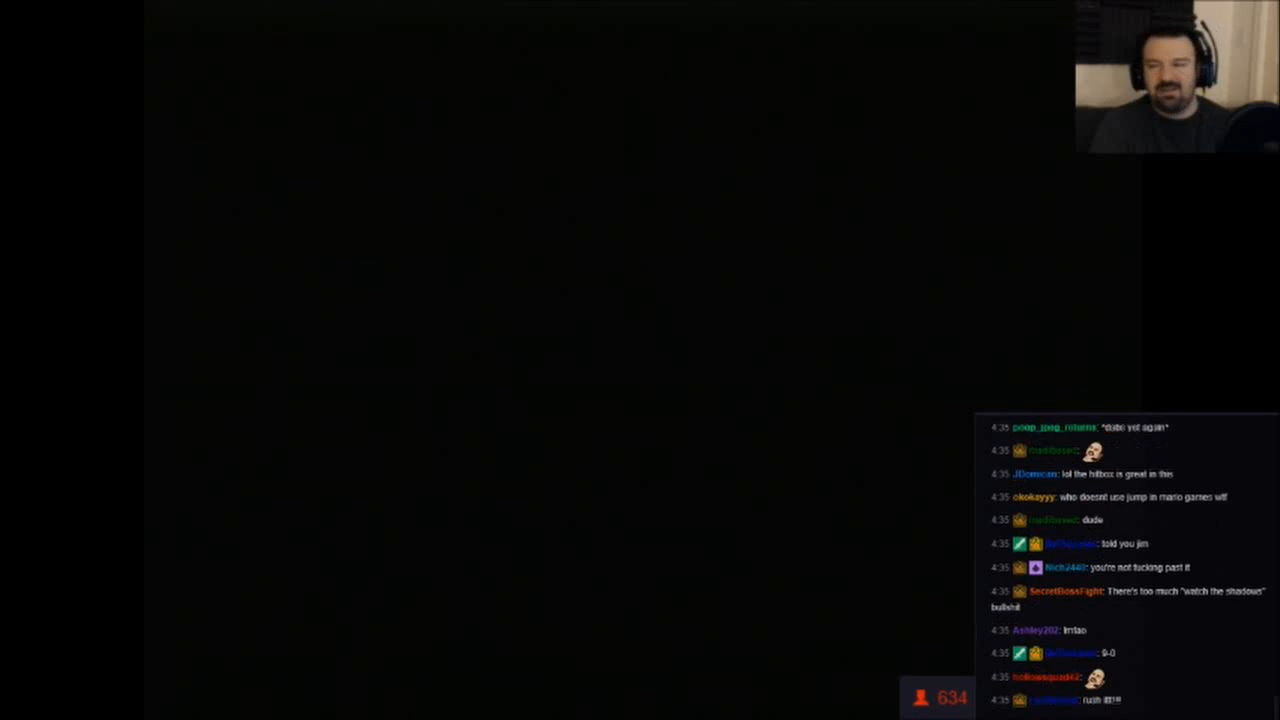 4:35 poop_jpeg_returns: *dabs yet again*
4:35
4:35 JDomican: lol the hitbox is great in this
4:35 okokayyy: who doesnt use jump in mario games wtf
4:35 dude
4:35 : told you jim
4:35 Nich2440: you're not fucking past it
4:35 SecretBossFight: There's too much "watch the shadows"
bullshit
4:35 Ashley202: lmfao
4:35 : 9-0
4:35 hollowsquad42:
4:35 : rush it!!!
634